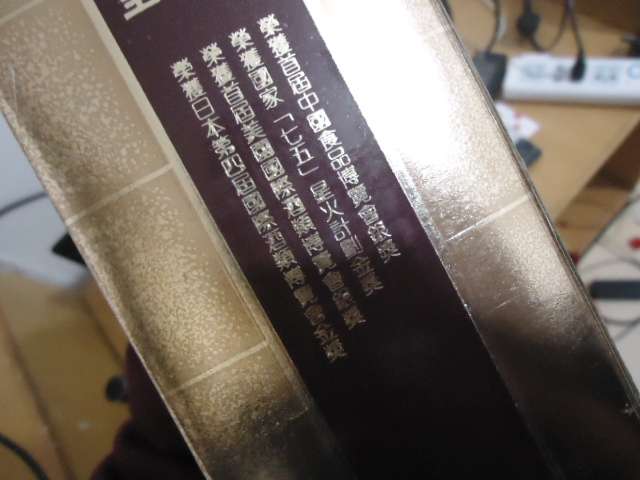 榮獲首屆中國食品博覽會獎
榮獲國家「七五」星火計劃金獎
榮獲首屆美國國際酒類博覽會獎
榮獲日本第四屆國際酒類博覽會金獎